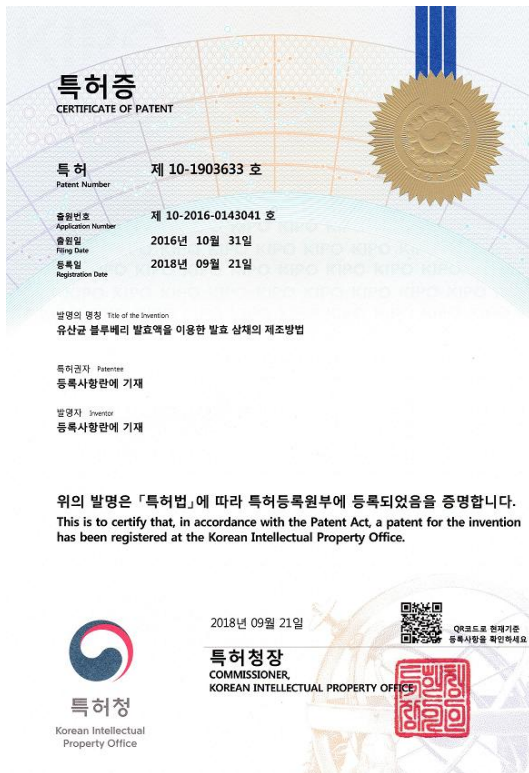 특허증
CERTIFICATE OF PATENT
특허 제 10-1903633 호
Patent Number
출원번호 제 10-2016-0143041 호
Application Number
출원일 2016년 10월 31일
Filing Date
등록일 2018년 09월 21일
Registration Date
발명의 명칭 Title of the Invention
유산균 블루베리 발효액을 이용한 발효 삼채의 제조방법
특허권자 Patentee
등록사항란에 기재
발명자 Inventor
등록사항란에 기재
위의 발명은 「특허법」에 따라 특허등록원부에 등록되었음을 증명합니다.
This is to certify that, in accordance with the Patent Act, a patent for the invention
has been registered at the Korean Intellectual Property Office.
2018년 09월 21일
QR코드로 현재기준
등록사항을 확인하세요
특허청장
COMMISSIONER,
KOREAN INTELLECTUAL PROPERTY OFFICE
특허청
Korean Intellectual
Property Office